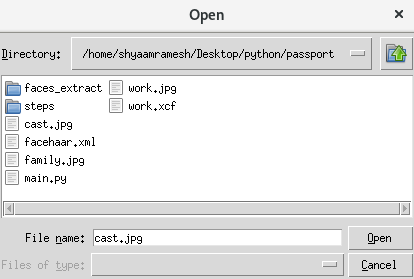 Open
Directory: /home/shyaamramesh/Desktop/python/passport
faces_extract work.jpg
steps work.xcf
cast.jpg
facehaar.xml
family.jpg
main.py
File name: cast.jpg Open
Files of type: Cancel